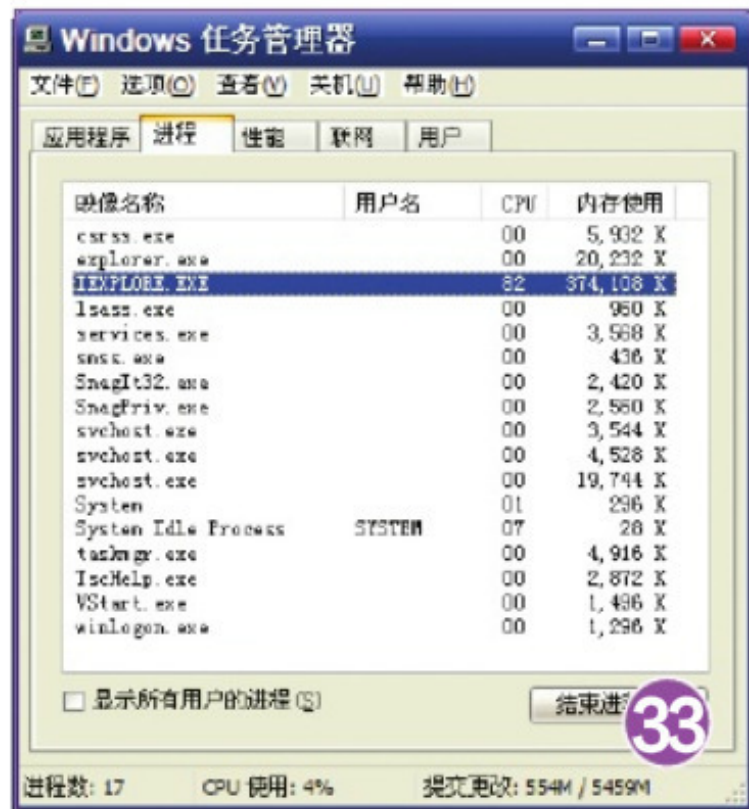 Windows 任务管理器
文件(F) 选项(O) 查看(V) 关机(U) 帮助(H)
应用程序 进程 性能 联网 用户
映像名称 用户名 CPU 内存使用
csrss.exe 00 5,932 K
explorer.exe 00 20,232 K
IEXPLORE.EXE 82 374,108 K
lsass.exe 00 960 K
services.exe 00 3,568 K
smss.exe 00 436 K
SnagIt32.exe 00 2,420 K
SnagPriv.exe 00 2,560 K
svchost.exe 00 3,544 K
svchost.exe 00 4,528 K
svchost.exe 00 19,744 K
System 01 296 K
System Idle Process SYSTEM 07 28 K
taskmgr.exe 00 4,916 K
TscHelp.exe 00 2,872 K
VStart.exe 00 1,496 K
winlogon.exe 00 1,296 K
显示所有用户的进程(S) 结束进
33
进程数: 17 CPU 使用: 4% 提交更改: 554M / 5459M